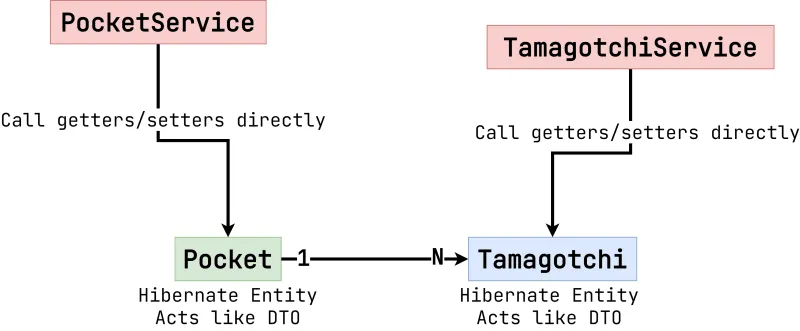 PocketService
TamagotchiService
Call getters/setters directly
Call getters/setters directly
Pocket
1
N
Tamagotchi
Hibernate Entity
Acts like DTO
Hibernate Entity
Acts like DTO